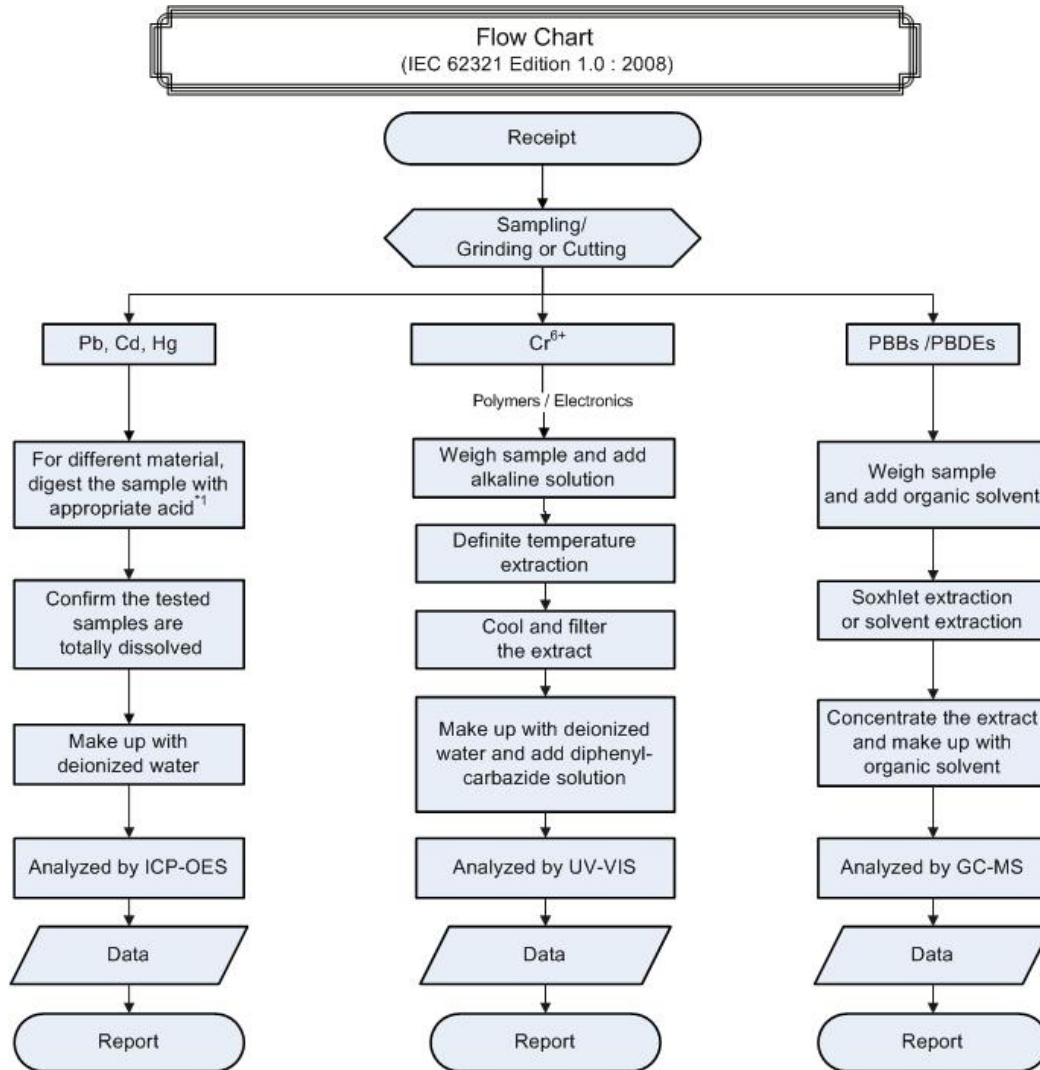 Flow Chart
(IEC 62321 Edition 1.0 : 2008)
Receipt
Sampling/
Grinding or Cutting
Pb, Cd, Hg
For different material,
digest the sample with
appropriate acid*1
Confirm the tested
samples are
totally dissolved
Make up with
deionized water
Analyzed by ICP-OES
Data
Report
Cr6+
Polymers / Electronics
Weigh sample and add
alkaline solution
Definite temperature
extraction
Cool and filter
the extract
Make up with deionized
water and add diphenyl-
carbazide solution
Analyzed by UV-VIS
Data
Report
PBBs /PBDEs
Weigh sample
and add organic solvent
Soxhlet extraction
or solvent extraction
Concentrate the extract
and make up with
organic solvent
Analyzed by GC-MS
Data
Report